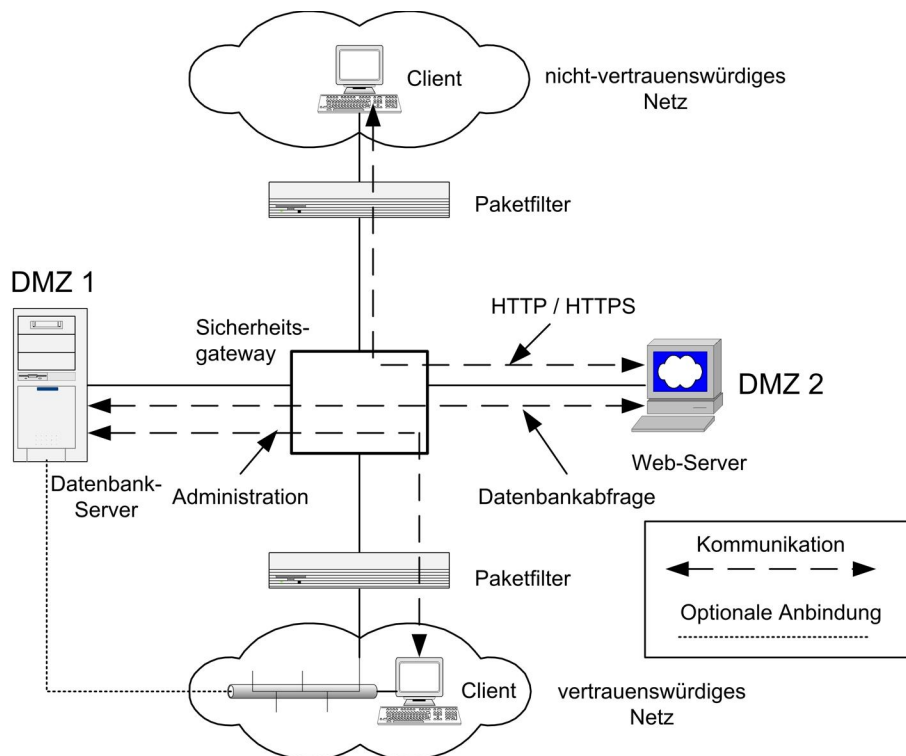 Client
nicht-vertrauenswürdiges
Netz
Paketfilter
DMZ 1
HTTP / HTTPS
Sicherheits-
gateway
DMZ 2
Web-Server
Datenbank-
Server
Administration
Datenbankabfrage
Kommunikation
Paketfilter
Optionale Anbindung
Client
vertrauenswürdiges
Netz